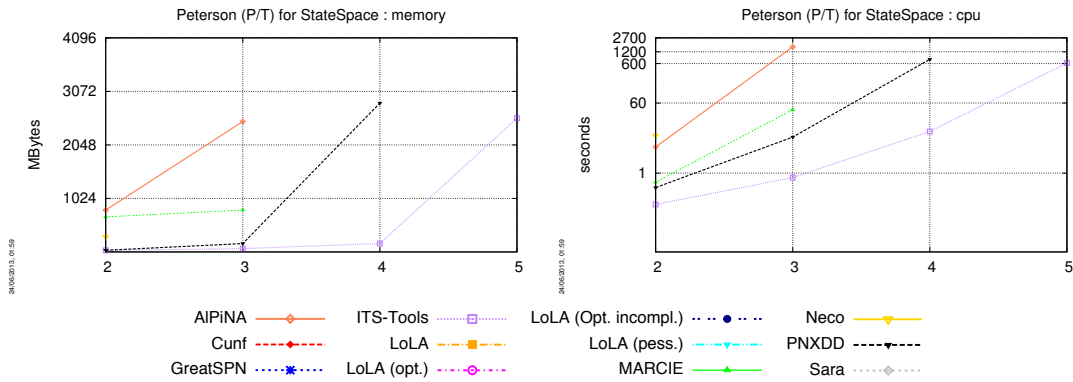 Peterson (P/T) for StateSpace : memory
4096
3072
2048
1024
MBytes
2 3 4 5
24/06/2013, 01:59
Peterson (P/T) for StateSpace : cpu
2700
1200
600
60
1
seconds
2 3 4 5
24/06/2013, 01:59
AlPiNA ITS-Tools LoLA (Opt. incompl.) Neco
Cunf LoLA LoLA (pess.) PNXDD
GreatSPN LoLA (opt.) MARCIE Sara